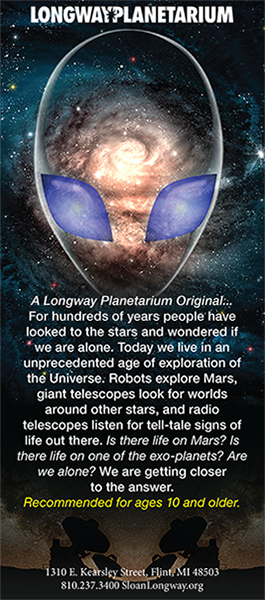 LONGWAY PLANETARIUM
A Longway Planetarium Original...
For hundreds of years people have
looked to the stars and wondered if
we are alone. Today we live in an
unprecedented age of exploration of
the Universe. Robots explore Mars,
giant telescopes look for worlds
around other stars, and radio
telescopes listen for tell-tale signs of
life out there. Is there life on Mars? Is
there life on one of the exo-planets? Are
we alone? We are getting closer
to the answer.
Recommended for ages 10 and older.
1310 E. Kearsley Street, Flint, MI 48503
810.237.3400 SloanLongway.org